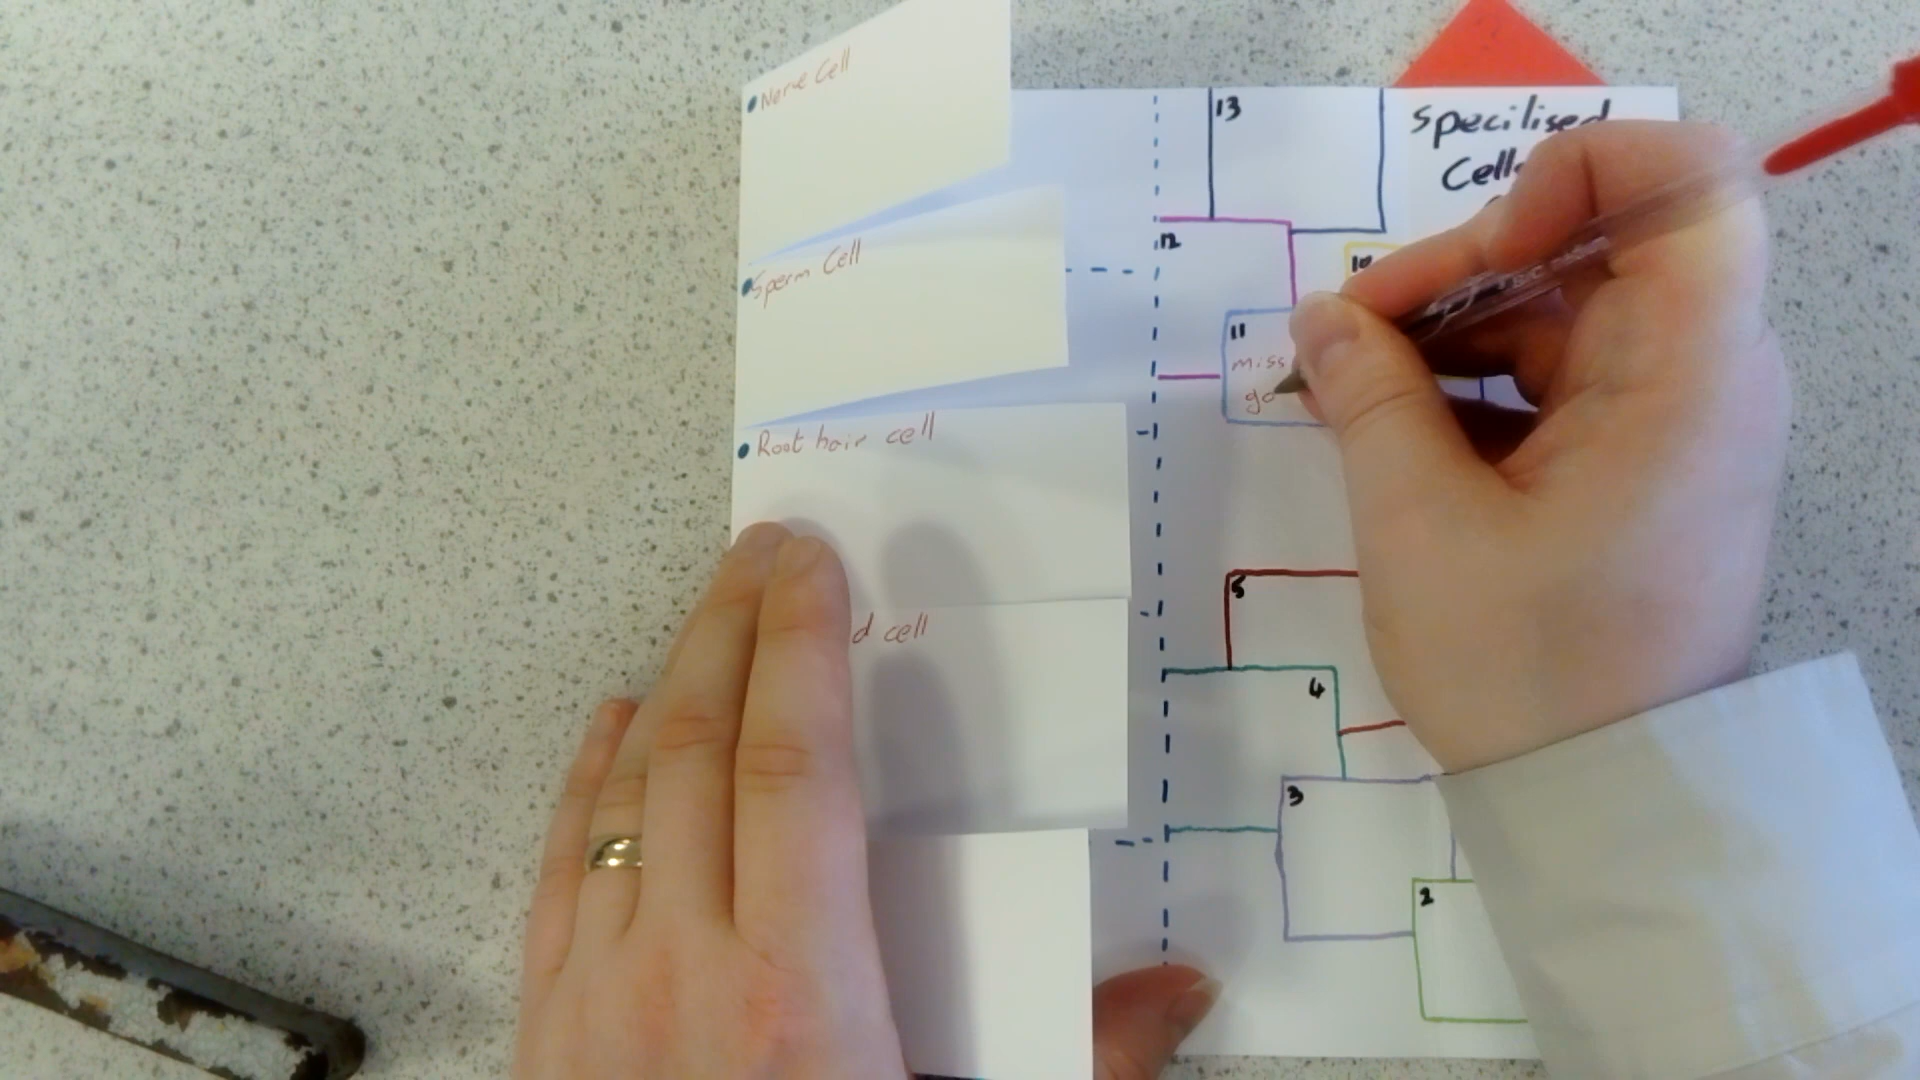 Nerve Cell
Sperm Cell
Root hair cell
cell
13
Specilised
12
10
11
miss
go
5
4
3
2